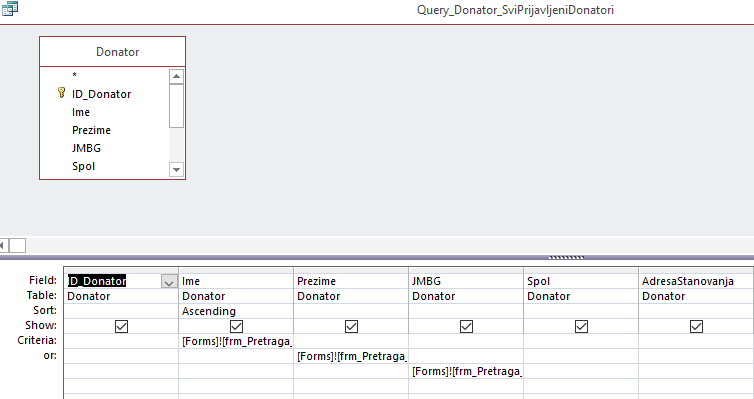 Query_Donator_SviPrijavljeniDonatori
Donator
*
ID_Donator
Ime
Prezime
JMBG
Spol
Field: ID_Donator Ime Prezime JMBG Spol AdresaStanovanja
Table: Donator Donator Donator Donator Donator Donator
Sort: Ascending
Show:
Criteria: [Forms]![frm_Pretraga_
or: [Forms]![frm_Pretraga_
[Forms]![frm_Pretraga_